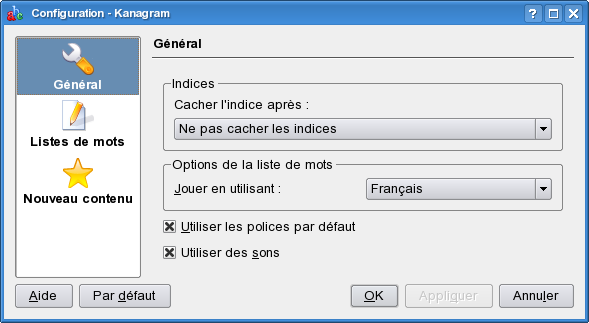 Configuration - Kanagram
Général
Listes de mots
Nouveau contenu
Général
Indices
Cacher l'indice après :
Ne pas cacher les indices
Options de la liste de mots
Jouer en utilisant : Français
Utiliser les polices par défaut
Utiliser des sons
Aide Par défaut OK Appliquer Annuler